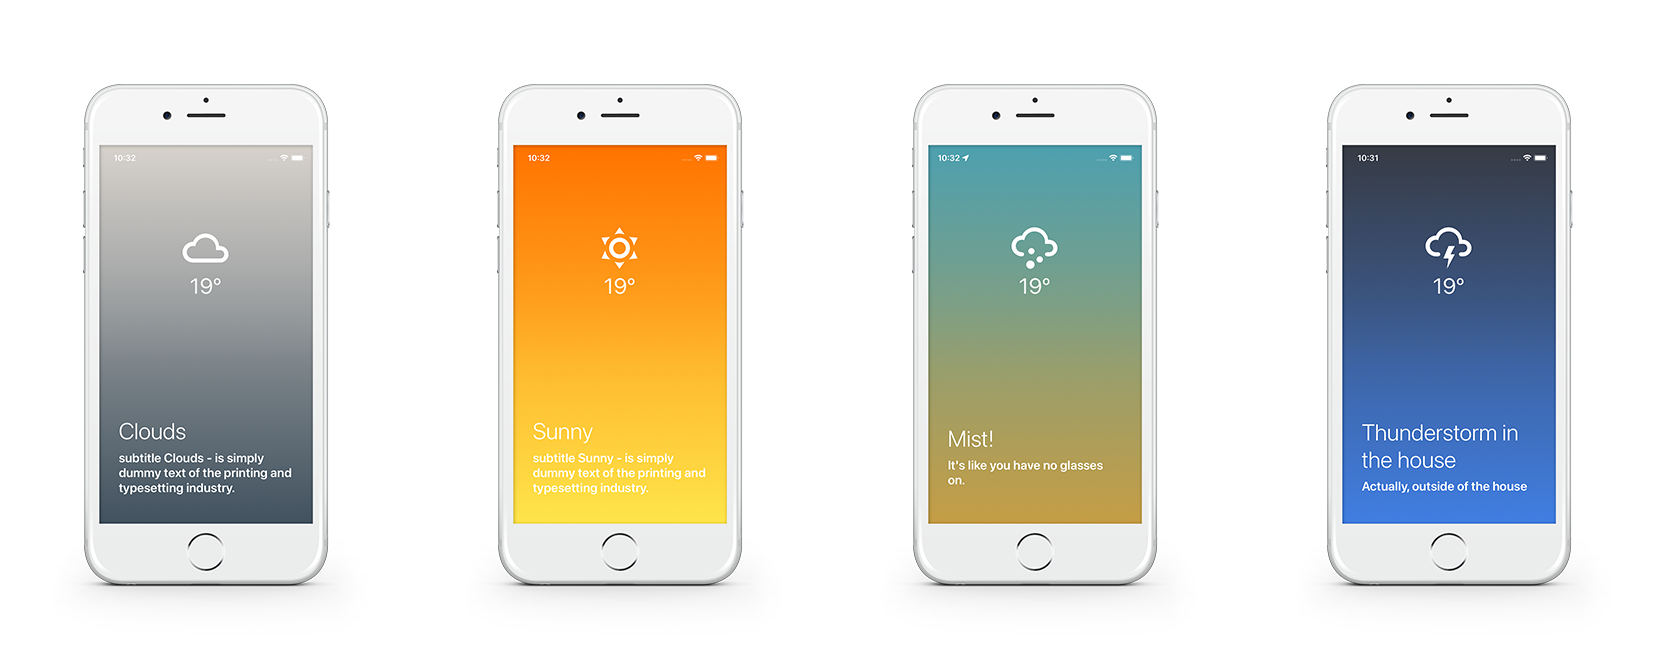 10:32
19°
Clouds
subtitle Clouds - is simply
dummy text of the printing and
typesetting industry.
10:32
19°
Sunny
subtitle Sunny - is simply
dummy text of the printing and
typesetting industry.
10:32
19°
Mist!
It's like you have no glasses
on.
10:31
19°
Thunderstorm in
the house
Actually, outside of the house